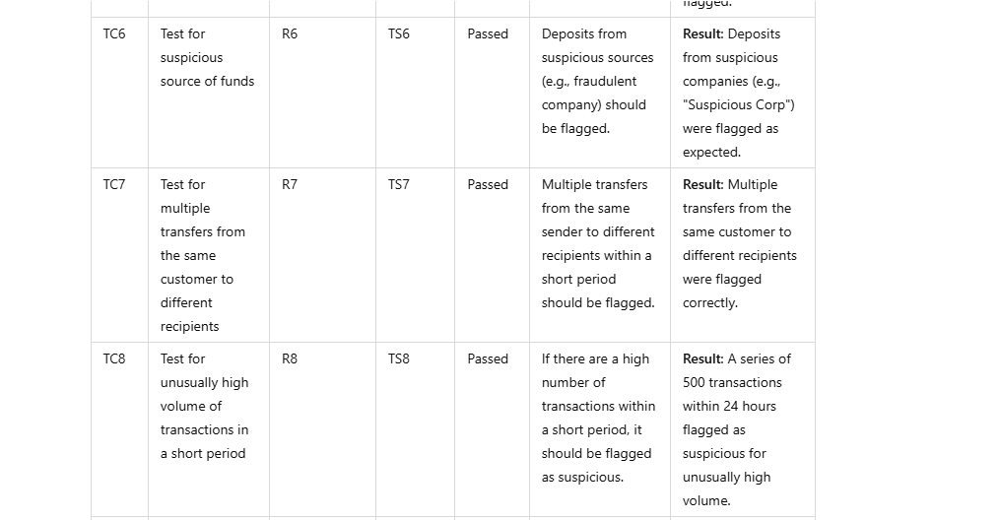 flagged.
TC6
Test for
suspicious
source of funds
R6
TS6
Passed
Deposits from
suspicious sources
(e.g., fraudulent
company) should
be flagged.
Result: Deposits
from suspicious
companies (e.g.,
"Suspicious Corp")
were flagged as
expected.
TC7
Test for
multiple
transfers from
the same
customer to
different
recipients
R7
TS7
Passed
Multiple transfers
from the same
sender to different
recipients within a
short period
should be flagged.
Result: Multiple
transfers from the
same customer to
different recipients
were flagged
correctly.
TC8
Test for
unusually high
volume of
transactions in
a short period
R8
TS8
Passed
If there are a high
number of
transactions within
a short period, it
should be flagged
as suspicious.
Result: A series of
500 transactions
within 24 hours
flagged as
suspicious for
unusually high
volume.